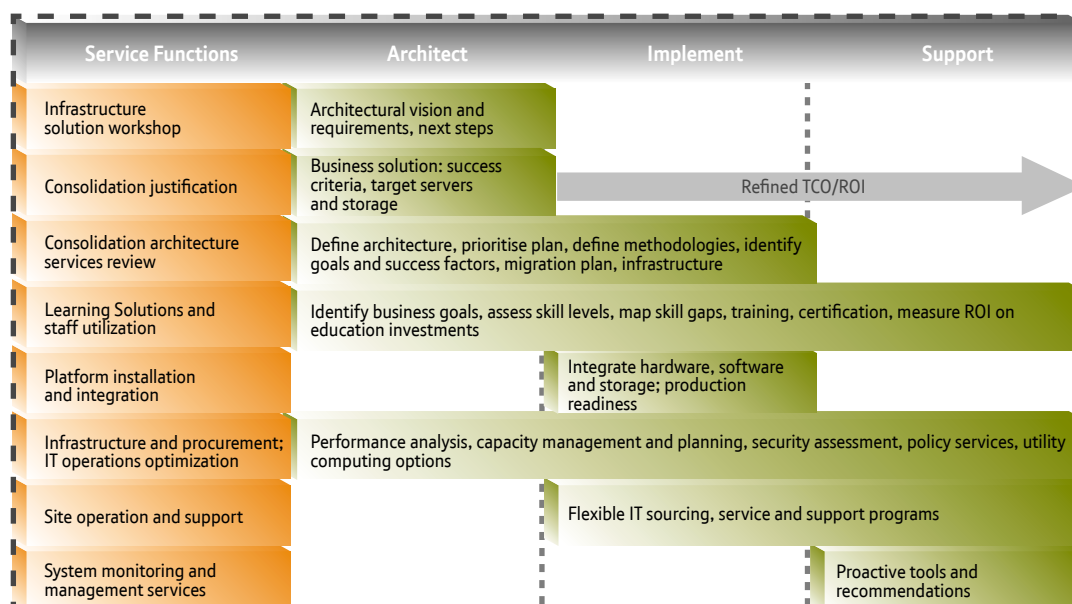 Service Functions
Architect
Implement
Support
Infrastructure
solution workshop
Architectural vision and
requirements, next steps
Consolidation justification
Business solution: success
criteria, target servers
and storage
Refined TCO/ROI
Consolidation architecture
services review
Define architecture, prioritise plan, define methodologies, identify
goals and success factors, migration plan, infrastructure
Learning Solutions and
staff utilization
Identify business goals, assess skill levels, map skill gaps, training, certification, measure ROI on
education investments
Platform installation
and integration
Integrate hardware, software
and storage; production
readiness
Infrastructure and procurement;
IT operations optimization
Performance analysis, capacity management and planning, security assessment, policy services, utility
computing options
Site operation and support
Flexible IT sourcing, service and support programs
System monitoring and
management services
Proactive tools and
recommendations